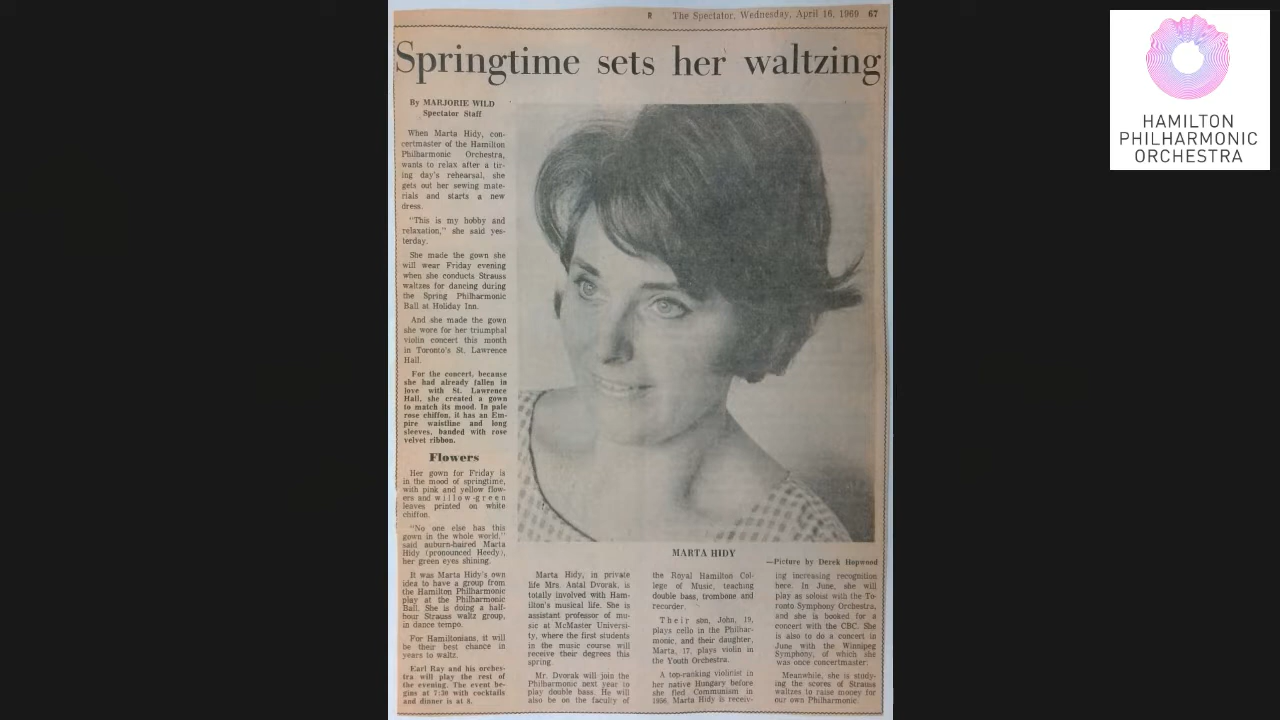 R The Spectator, Wednesday, April 16, 1969 67
Springtime sets her waltzing
By MARJORIE WILD
Spectator Staff
When Marta Hidy, con-
certmaster of the Hamilton
Philharmonic Orchestra,
wants to relax after a tir-
ing day's rehearsal, she
gets out her sewing mate-
rials and starts a new
dress.
"This is my hobby and
relaxation," she said yes-
terday.
She made the gown she
will wear Friday evening
when she conducts Strauss
waltzes for dancing during
the Spring Philharmonic
Ball at Holiday Inn.
And she made the gown
she wore for her triumphal
violin concert this month
in Toronto's St. Lawrence
Hall.
For the concert, because
she had already fallen in
love with St. Lawrence
Hall, she created a gown
to match its mood. In pale
rose chiffon, it has an Em-
pire waistline and long
sleeves, banded with rose
velvet ribbon.
Flowers
Her gown for Friday is
in the mood of springtime,
with pink and yellow flow-
ers and willow-green
leaves printed on white
chiffon.
"No one else has this
gown in the whole world,"
said auburn-haired Marta
Hidy (pronounced Heedy),
her green eyes shining.
It was Marta Hidy's own
idea to have a group from
the Hamilton Philharmonic
play at the Philharmonic
Ball. She is doing a half-
hour Strauss waltz group,
in dance tempo.
For Hamiltonians, it will
be their best chance in
years to waltz.
Earl Ray and his orches-
tra will play the rest of
the evening. The event be-
gins at 7:30 with cocktails
and dinner is at 8.
MARTA HIDY
—Picture by Derek Hopwood
Marta Hidy, in private
life Mrs. Antal Dvorak, is
totally involved with Ham-
ilton's musical life. She is
assistant professor of mu-
sic at McMaster Universi-
ty, where the first students
in the music course will
receive their degrees this
spring.
Mr. Dvorak will join the
Philharmonic next year to
play double bass. He will
also be on the faculty of
the Royal Hamilton Col-
lege of Music, teaching
double bass, trombone and
recorder.
Their son, John, 19,
plays cello in the Philhar-
monic, and their daughter,
Marta, 17, plays violin in
the Youth Orchestra.
A top-ranking violinist in
her native Hungary before
she fled Communism in
1956, Marta Hidy is receiv-
ing increasing recognition
here. In June, she will
play as soloist with the To-
ronto Symphony Orchestra,
and she is booked for a
concert with the CBC. She
is also to do a concert in
June with the Winnipeg
Symphony, of which she
was once concertmaster.
Meanwhile, she is study-
ing the scores of Strauss
waltzes to raise money for
our own Philharmonic.
HAMILTON
PHILHARMONIC
ORCHESTRA